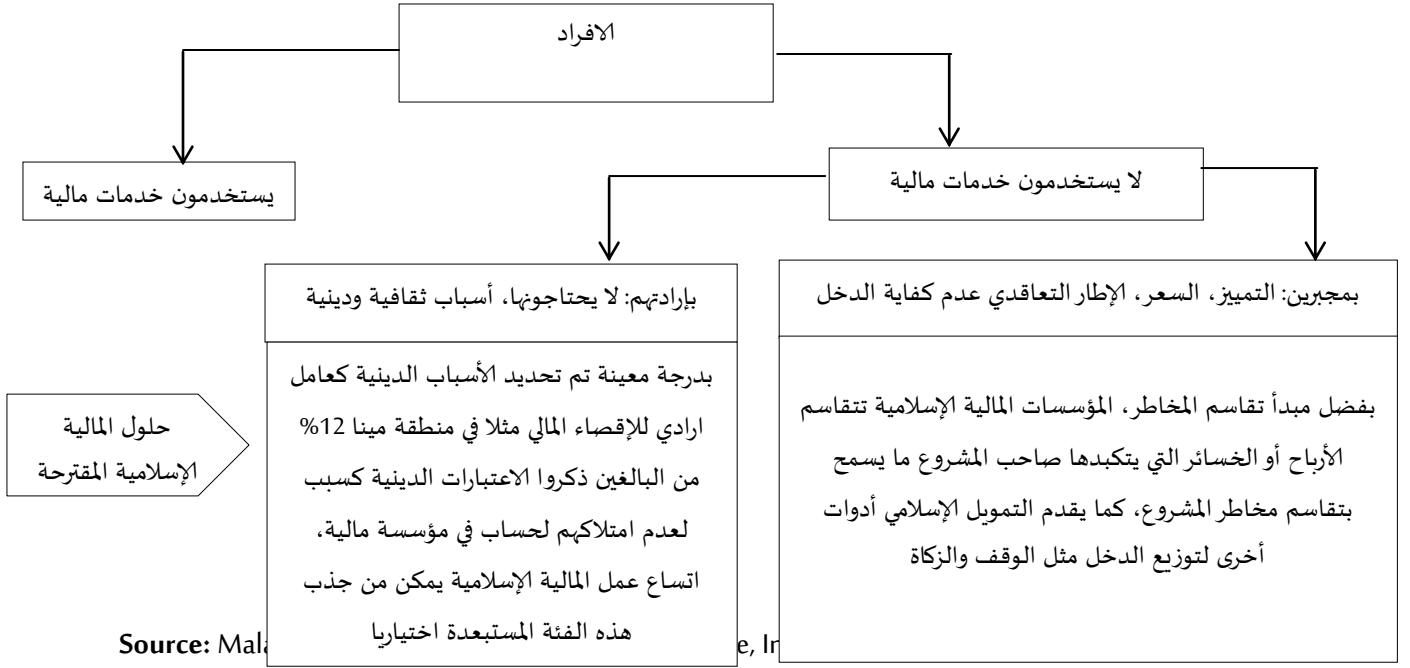 الافراد
لا يستخدمون خدمات مالية
يستخدمون خدمات مالية
بمجبرين: التمييز، السعر، الإطار التعاقدي عدم كفاية الدخل
بفضل مبدأ تقاسم المخاطر، المؤسسات المالية الإسلامية تتقاسم
الأرباح أو الخسائر التي يتكبدها صاحب المشروع ما يسمح
بتقاسم مخاطر المشروع، كما يقدم التمويل الإسلامي أدوات
أخرى لتوزيع الدخل مثل الوقف والزكاة
بإرادتهم: لا يحتاجونها، أسباب ثقافية ودينية
بدرجة معينة تم تحديد الأسباب الدينية كعامل
ارادي للإقصاء المالي مثلا في منطقة مينا 12%
من البالغين ذكروا الاعتبارات الدينية كسبب
لعدم امتلاكهم لحساب في مؤسسة مالية،
اتساع عمل المالية الإسلامية يمكن من جذب
هذه الفئة المستبعدة اختياريا
حلول المالية
الإسلامية المقترحة
Source: